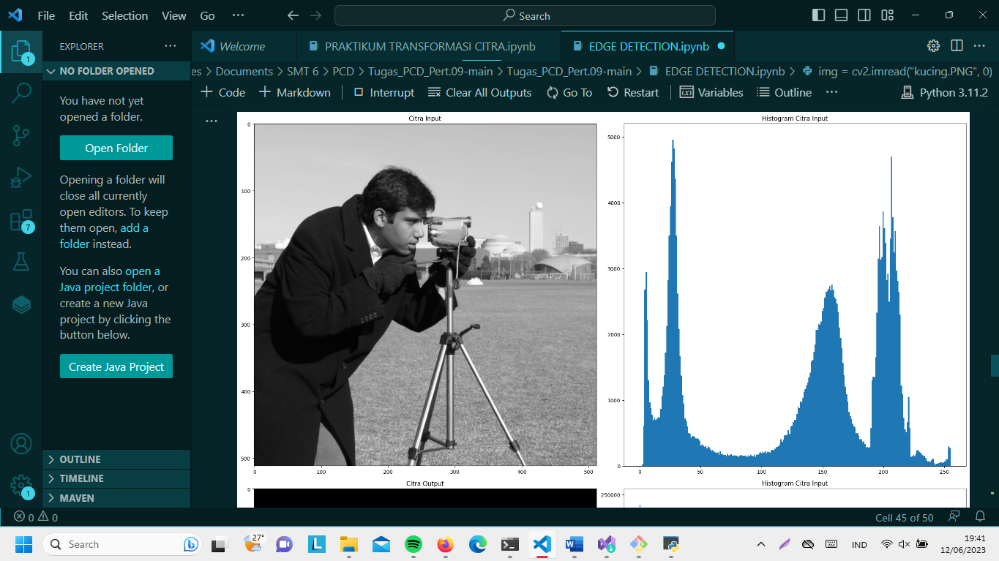 File Edit Selection View Go ···
Search
EXPLORER ···
NO FOLDER OPENED
You have not yet
opened a folder.
Open Folder
Opening a folder will
close all currently
open editors. To keep
them open, add a
folder instead.
You can also open a
Java project folder, or
create a new Java
project by clicking the
button below.
Create Java Project
OUTLINE
TIMELINE
MAVEN
1
7
1
Welcome PRAKTIKUM TRANSFORMASI CITRA.ipynb EDGE DETECTION.ipynb
es > Documents > SMT 6 > PCD > Tugas_PCD_Pert.09-main > Tugas_PCD_Pert.09-main > EDGE DETECTION.ipynb > img = cv2.imread("kucing.PNG", 0)
+ Code + Markdown Interrupt Clear All Outputs Go To Restart Variables Outline ··· Python 3.11.2
Citra Input
0
100
200
300
400
500
0 100 200 300 400 500
Histogram Citra Input
5000
4000
3000
2000
1000
0
0 50 100 150 200 250
Citra Output
0
Histogram Citra Input
250000
0 0
Cell 45 of 50
Search
27°
IND
19:41
12/06/2023